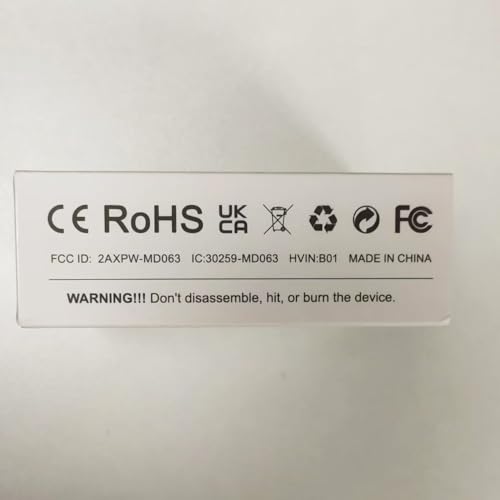 CE RoHS UK CA FC
FCC ID: 2AXPW-MD063 IC:30259-MD063 HVIN:B01 MADE IN CHINA
WARNING!!! Don't disassemble, hit, or burn the device.